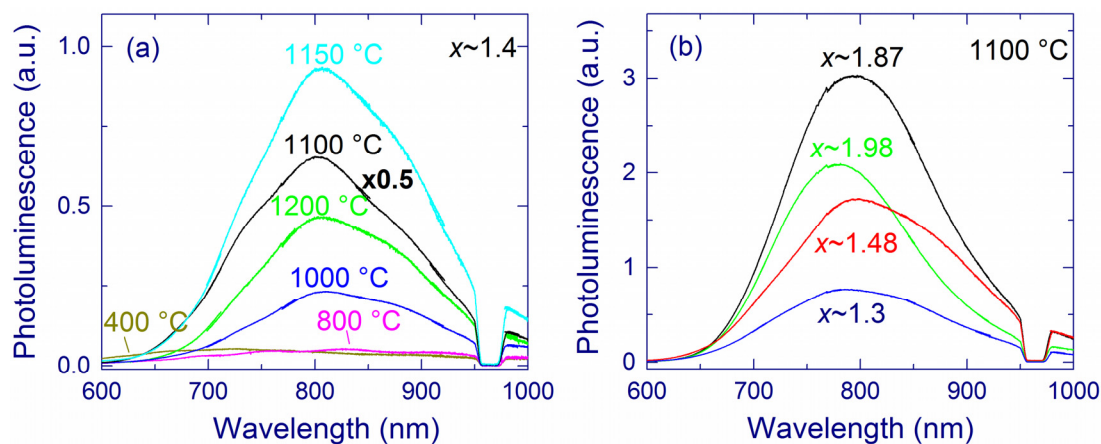 (a)
x~1.4
1150 °C
1100 °C
x0.5
1200 °C
1000 °C
400 °C
800 °C
1.0
0.5
0.0
600 700 800 900 1000
Wavelength (nm)
Photoluminescence (a.u.)
(b)
1100 °C
x~1.87
x~1.98
x~1.48
x~1.3
3
2
1
0
600 700 800 900 1000
Wavelength (nm)
Photoluminescence (a.u.)